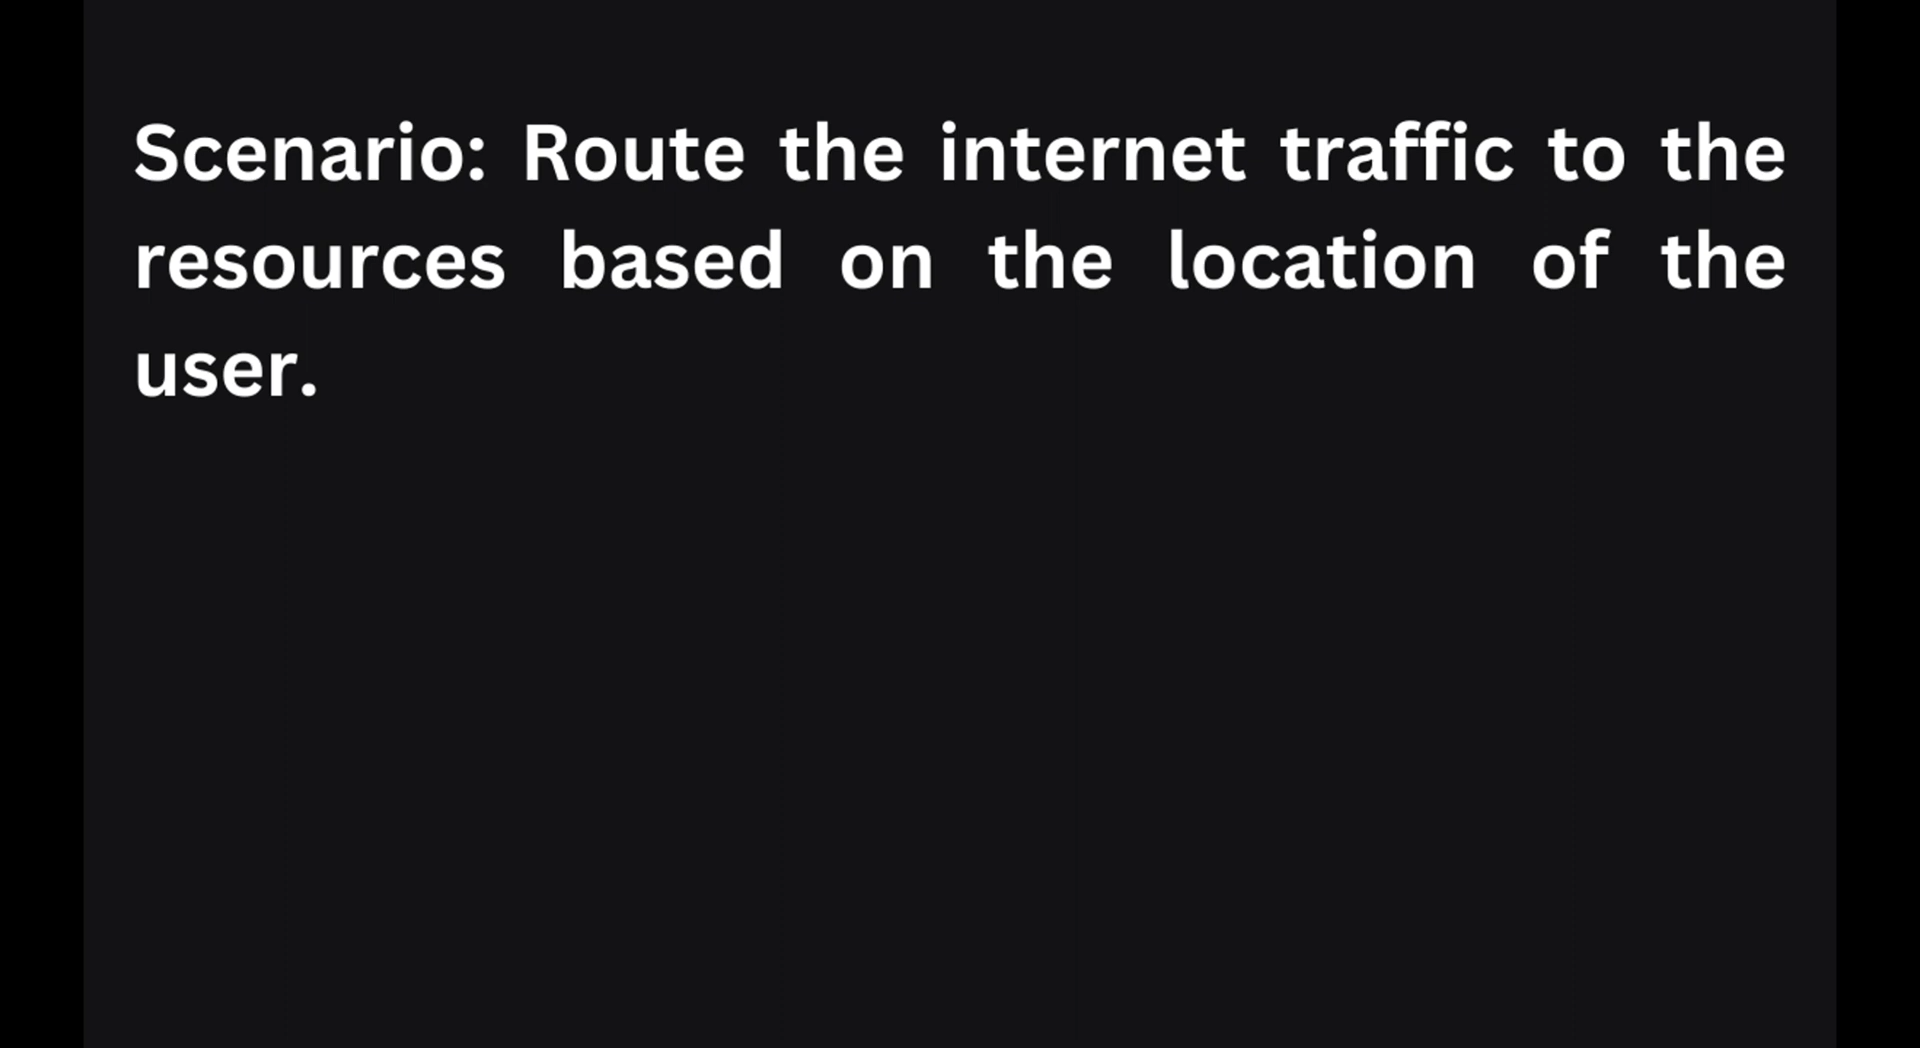 Scenario: Route the internet traffic to the
resources based on the location of the
user.